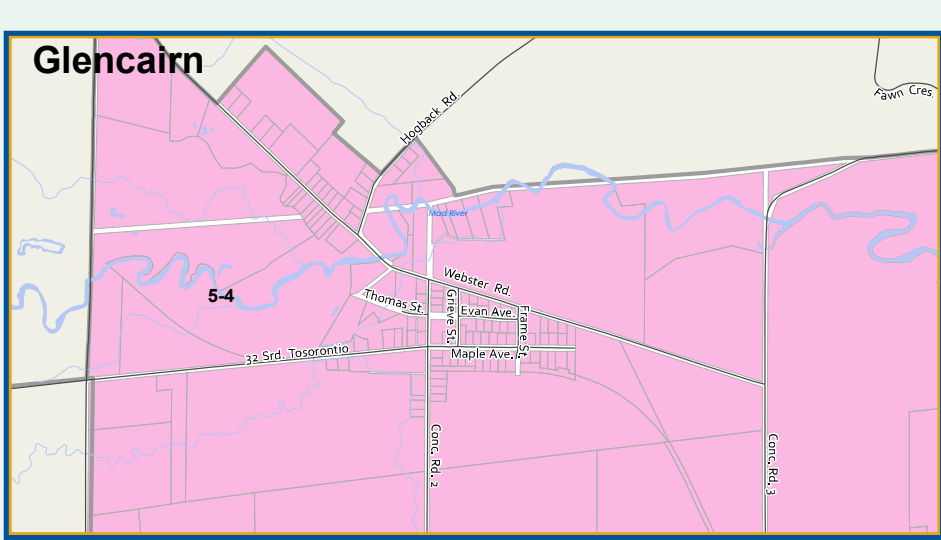 Glencairn
Fawn Cres.
Hogback Rd.
Mad River
Webster Rd.
5-4
Thomas St.
Grieve St.
Evan Ave.
Frame St.
32 Srd. Tosorontio
Maple Ave.
Conc. Rd. 2
Conc. Rd. 3